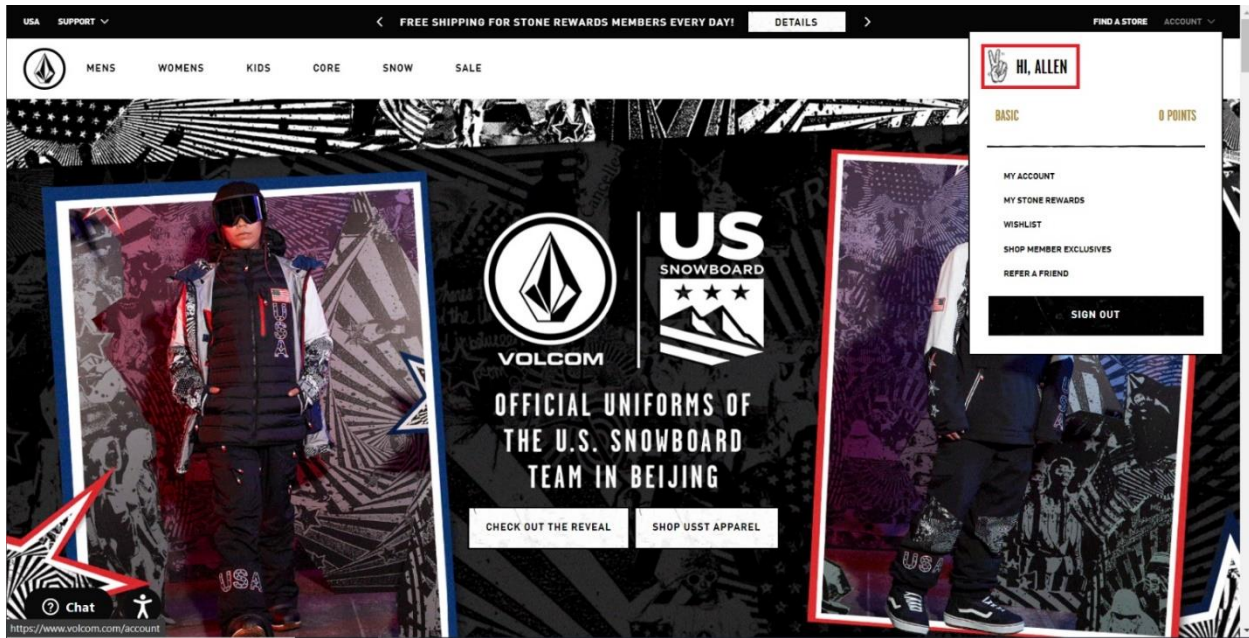 USA SUPPORT FREE SHIPPING FOR STONE REWARDS MEMBERS EVERY DAY! DETAILS FIND A STORE ACCOUNT
MENS WOMENS KIDS CORE SNOW SALE
HI, ALLEN
BASIC 0 POINTS
MY ACCOUNT
MY STONE REWARDS
WISHLIST
SHOP MEMBER EXCLUSIVES
REFER A FRIEND
SIGN OUT
US
SNOWBOARD
VOLCOM
OFFICIAL UNIFORMS OF
THE U.S. SNOWBOARD
TEAM IN BEIJING
CHECK OUT THE REVEAL SHOP USST APPAREL
USA
USA
USA
Chat
https://www.volcom.com/account